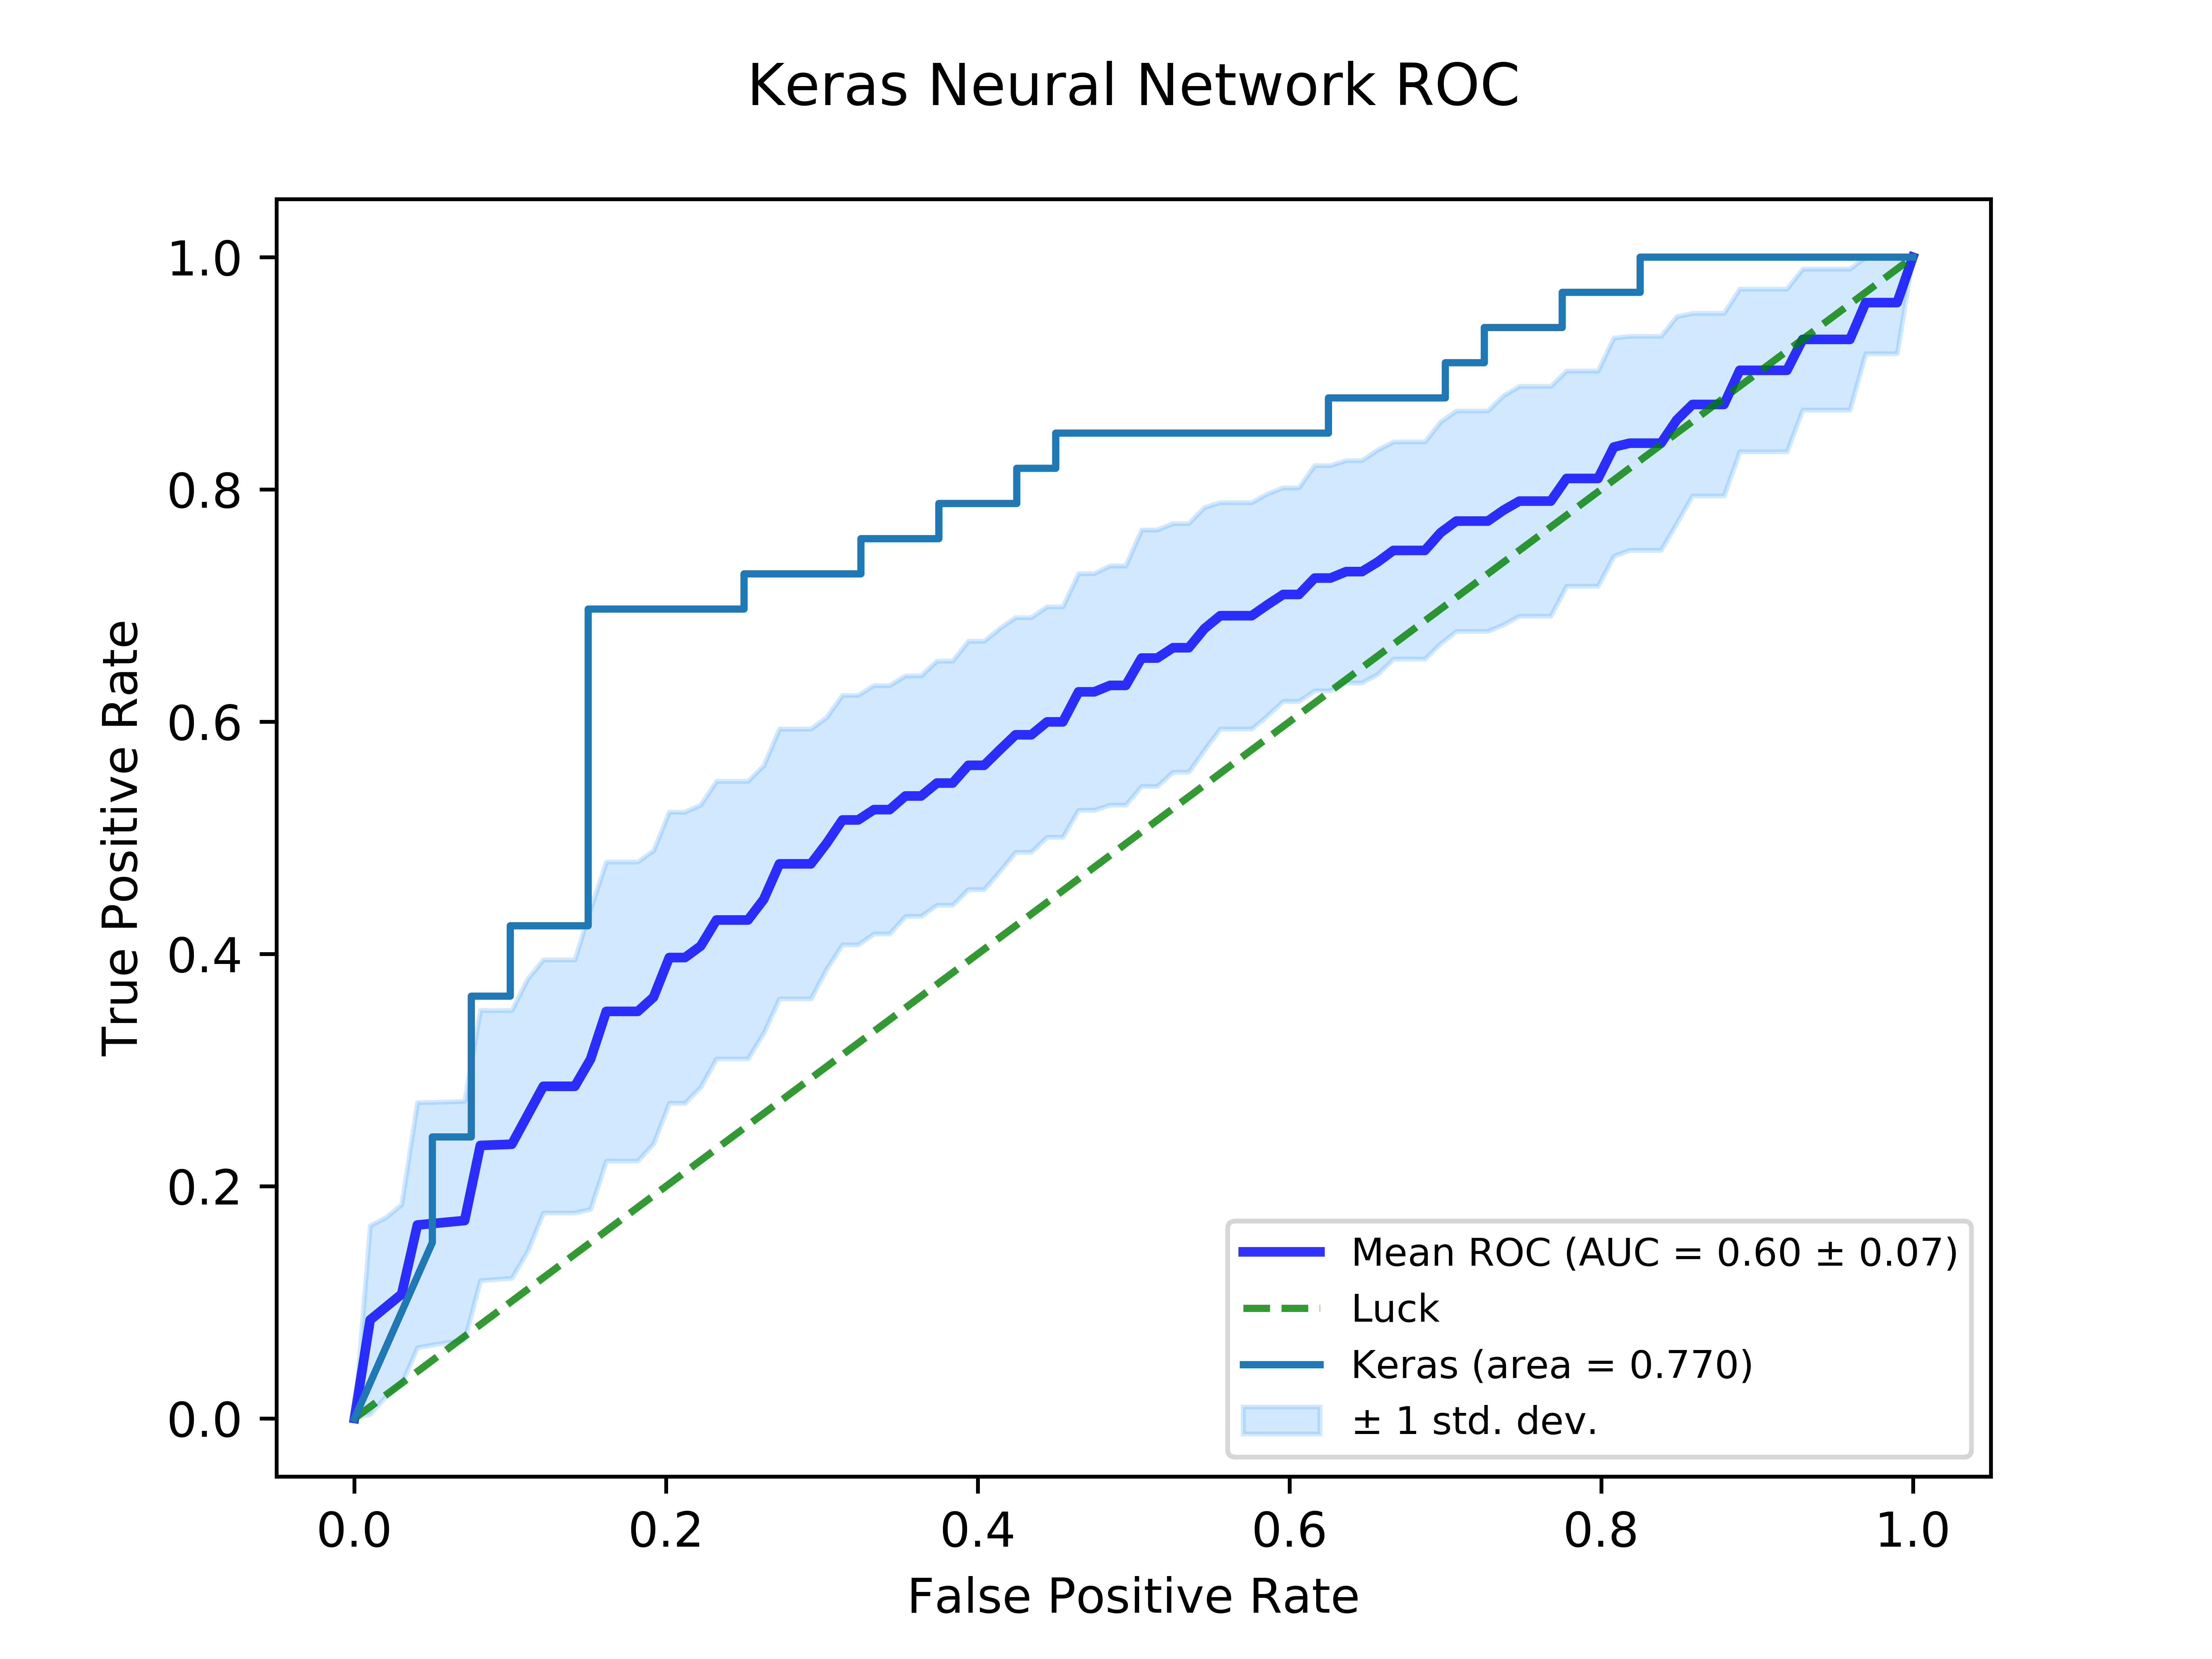 Keras Neural Network ROC
True Positive Rate
1.0
0.8
0.6
0.4
0.2
0.0
Mean ROC (AUC = 0.60 ± 0.07)
Luck
Keras (area = 0.770)
± 1 std. dev.
0.0 0.2 0.4 0.6 0.8 1.0
False Positive Rate